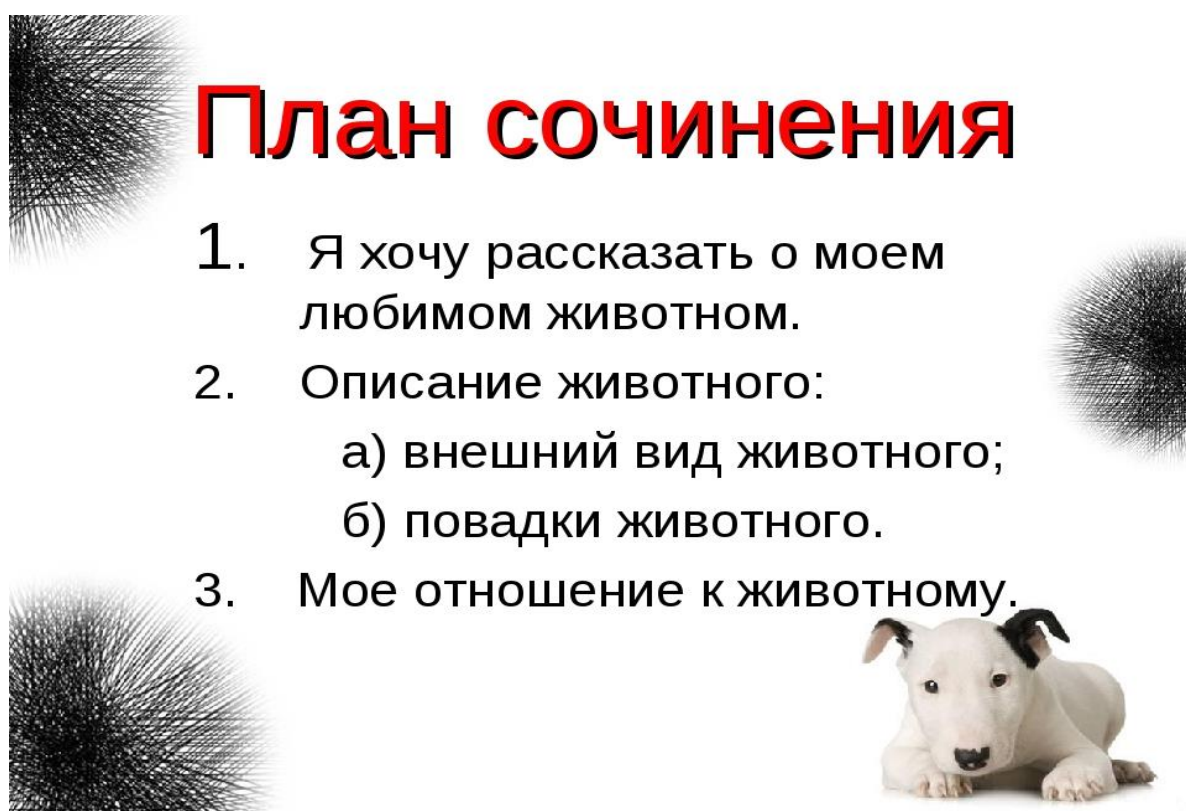 План сочинения
1. Я хочу рассказать о моем
любимом животном.
2. Описание животного:
а) внешний вид животного;
б) повадки животного.
3. Мое отношение к животному.